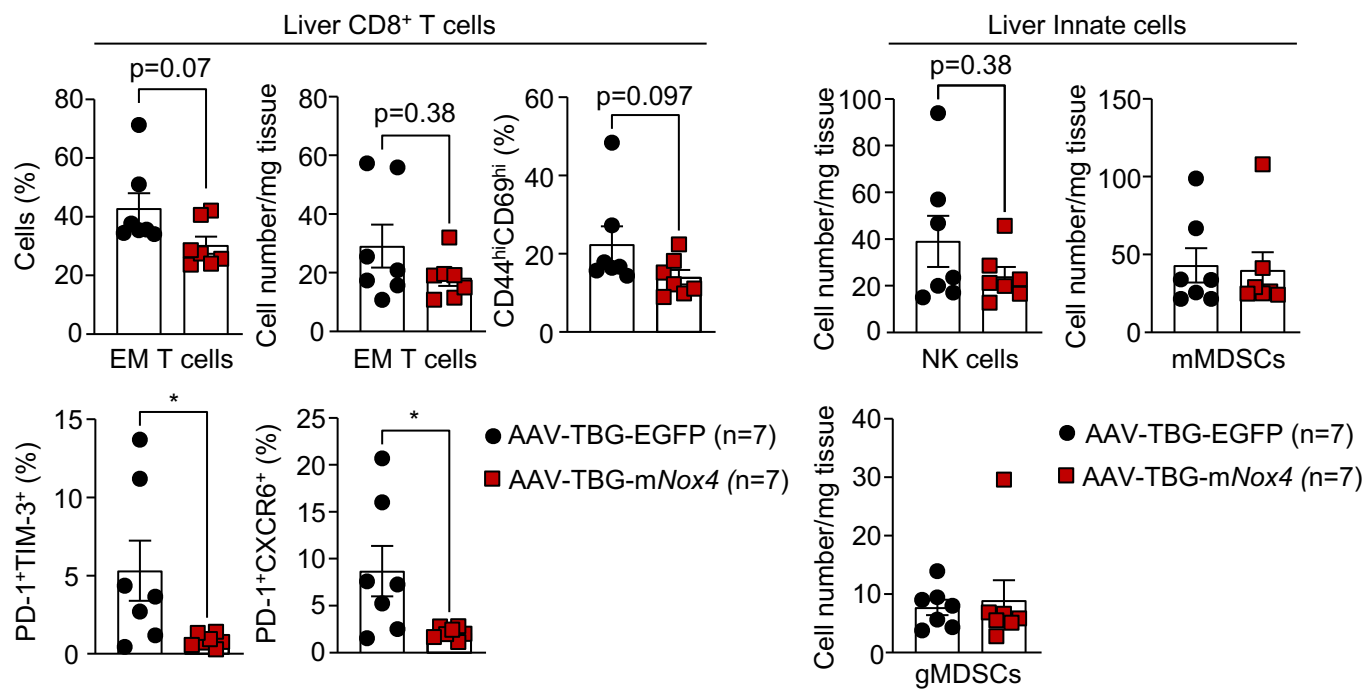 Liver CD8⁺ T cells
Liver Innate cells
p=0.07
Cells (%)
80
60
40
20
0
EM T cells
p=0.38
Cell number/mg tissue
80
60
40
20
0
EM T cells
p=0.097
CD44ʰⁱCD69ʰⁱ (%)
60
40
20
0
p=0.38
Cell number/mg tissue
100
80
60
40
20
0
NK cells
Cell number/mg tissue
150
100
50
0
mMDSCs
*
PD-1⁺TIM-3⁺ (%)
15
10
5
0
*
PD-1⁺CXCR6⁺ (%)
25
20
15
10
5
0
AAV-TBG-EGFP (n=7)
AAV-TBG-mNox4 (n=7)
Cell number/mg tissue
40
30
20
10
0
gMDSCs
AAV-TBG-EGFP (n=7)
AAV-TBG-mNox4 (n=7)